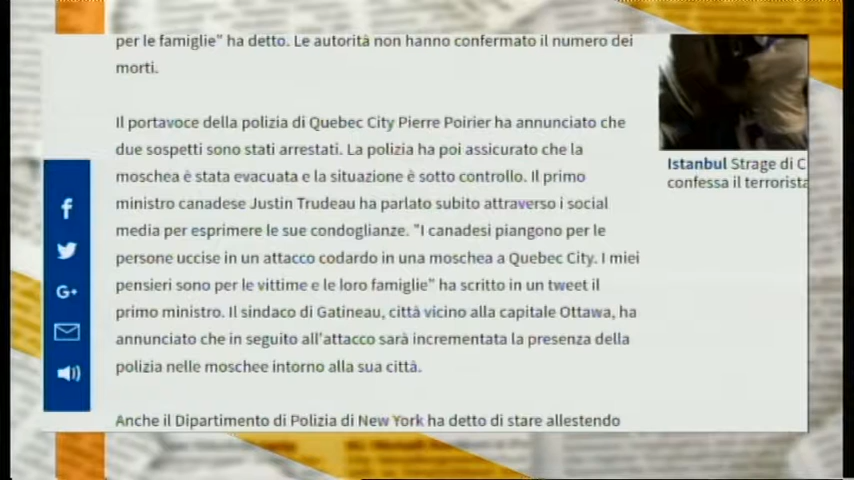 per le famiglie" ha detto. Le autorità non hanno confermato il numero dei
morti.
Il portavoce della polizia di Quebec City Pierre Poirier ha annunciato che
due sospetti sono stati arrestati. La polizia ha poi assicurato che la
moschea è stata evacuata e la situazione è sotto controllo. Il primo
ministro canadese Justin Trudeau ha parlato subito attraverso i social
media per esprimere le sue condoglianze. "I canadesi piangono per le
persone uccise in un attacco codardo in una moschea a Quebec City. I miei
pensieri sono per le vittime e le loro famiglie" ha scritto in un tweet il
primo ministro. Il sindaco di Gatineau, città vicino alla capitale Ottawa, ha
annunciato che in seguito all'attacco sarà incrementata la presenza della
polizia nelle moschee intorno alla sua città.
Anche il Dipartimento di Polizia di New York ha detto di stare allestendo
Istanbul Strage di C
confessa il terrorista
G+